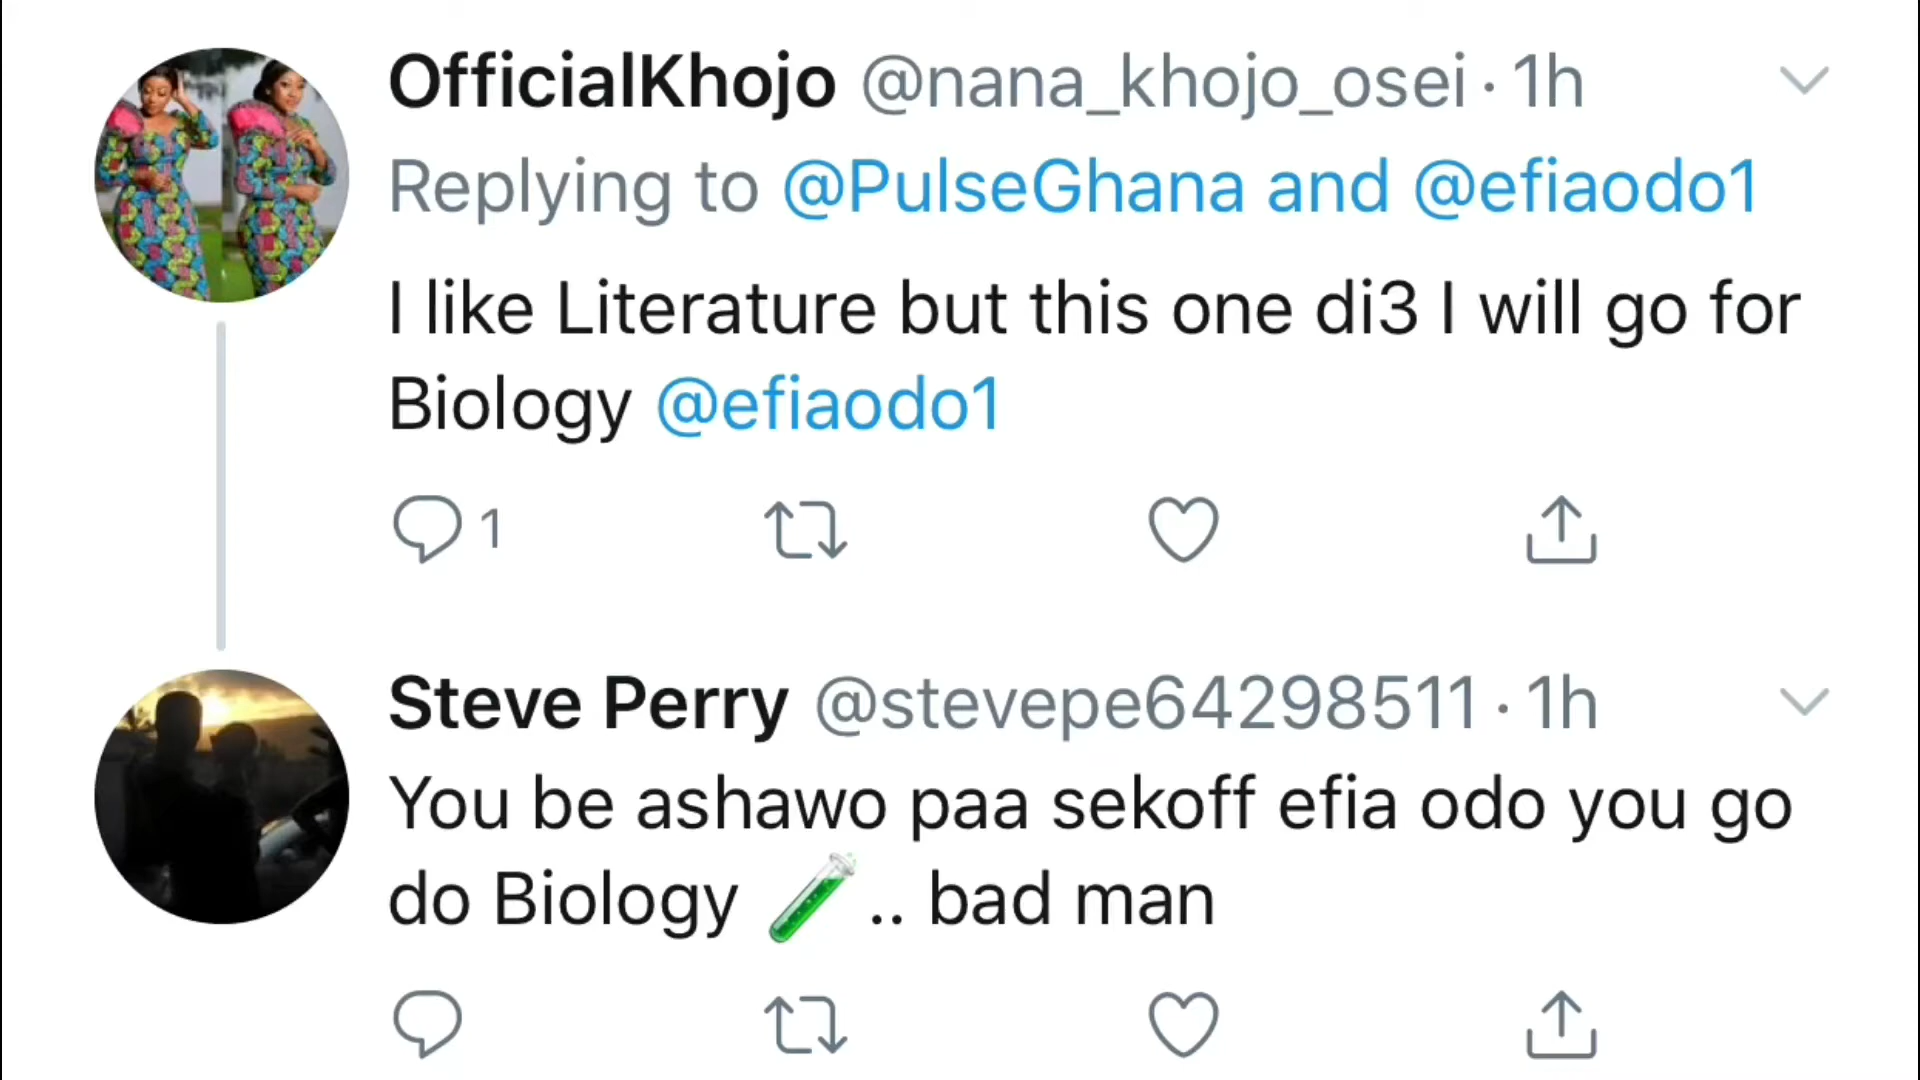 OfficialKhojo @nana_khojo_osei · 1h
Replying to @PulseGhana and @efiaodo1
I like Literature but this one di3 I will go for
Biology @efiaodo1
1
Steve Perry @stevepe64298511 · 1h
You be ashawo paa sekoff efia odo you go
do Biology 🧪.. bad man